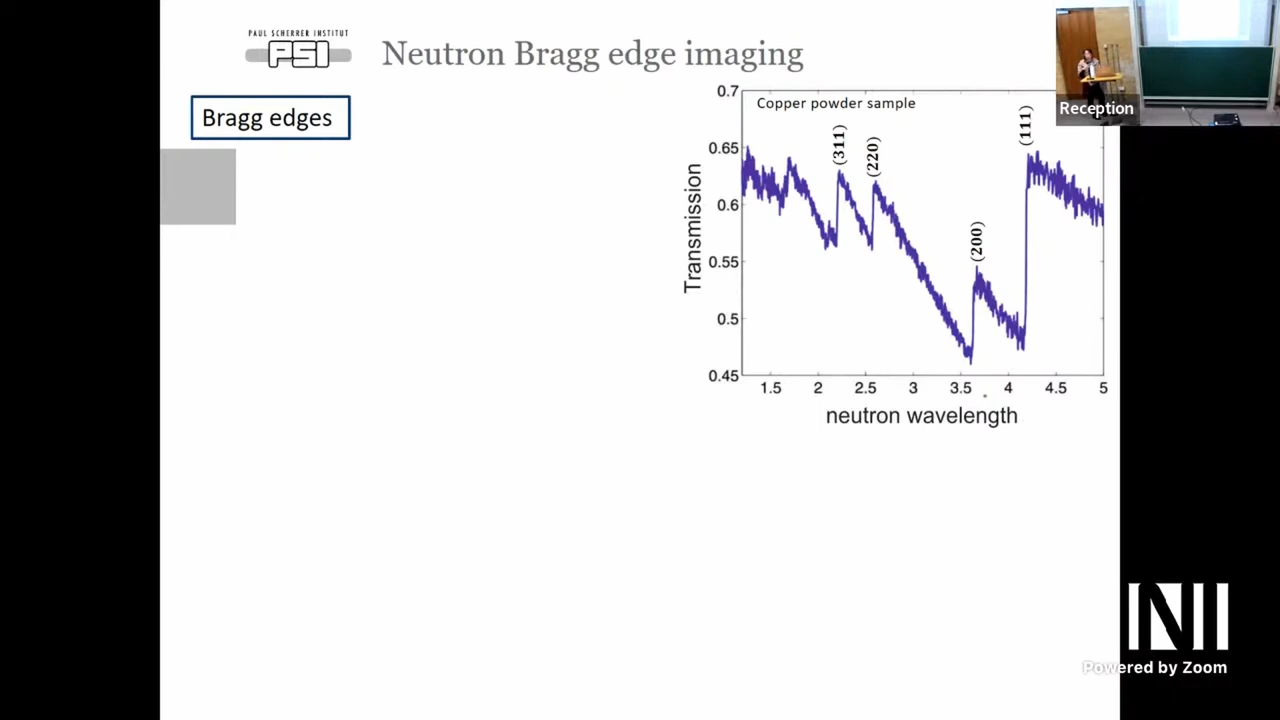 PAUL SCHERRER INSTITUT
PSI
Neutron Bragg edge imaging
Bragg edges
Reception
Copper powder sample
(311)
(220)
(200)
(111)
Transmission
0.7
0.65
0.6
0.55
0.5
0.45
1.5 2 2.5 3 3.5 4 4.5 5
neutron wavelength
NII
Powered by Zoom